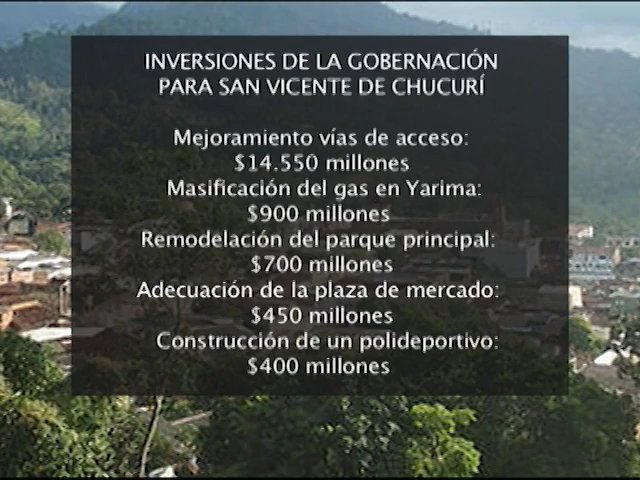 INVERSIONES DE LA GOBERNACIÓN
PARA SAN VICENTE DE CHUCURÍ
Mejoramiento vías de acceso:
$14.550 millones
Masificación del gas en Yarima:
$900 millones
Remodelación del parque principal:
$700 millones
Adecuación de la plaza de mercado:
$450 millones
Construcción de un polideportivo:
$400 millones